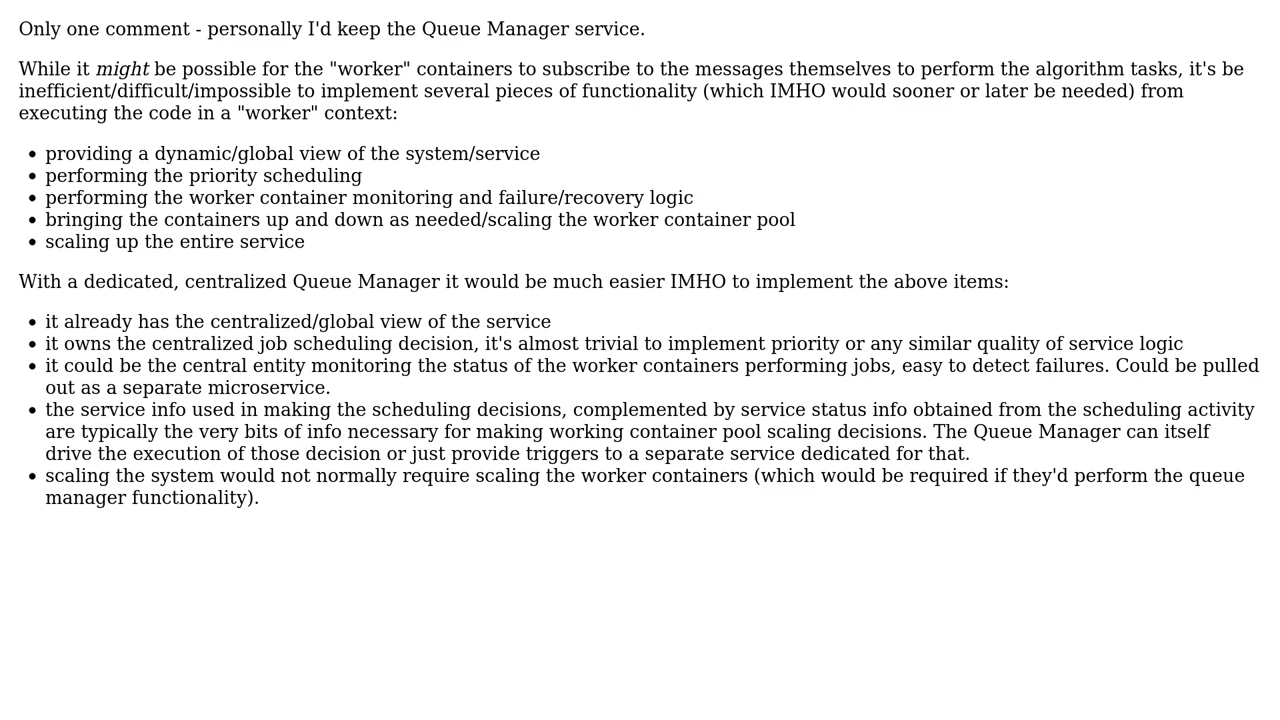 Only one comment - personally I'd keep the Queue Manager service.
While it might be possible for the "worker" containers to subscribe to the messages themselves to perform the algorithm tasks, it's be
inefficient/difficult/impossible to implement several pieces of functionality (which IMHO would sooner or later be needed) from
executing the code in a "worker" context:
• providing a dynamic/global view of the system/service
• performing the priority scheduling
• performing the worker container monitoring and failure/recovery logic
• bringing the containers up and down as needed/scaling the worker container pool
• scaling up the entire service
With a dedicated, centralized Queue Manager it would be much easier IMHO to implement the above items:
• it already has the centralized/global view of the service
• it owns the centralized job scheduling decision, it's almost trivial to implement priority or any similar quality of service logic
• it could be the central entity monitoring the status of the worker containers performing jobs, easy to detect failures. Could be pulled
out as a separate microservice.
• the service info used in making the scheduling decisions, complemented by service status info obtained from the scheduling activity
are typically the very bits of info necessary for making working container pool scaling decisions. The Queue Manager can itself
drive the execution of those decision or just provide triggers to a separate service dedicated for that.
• scaling the system would not normally require scaling the worker containers (which would be required if they'd perform the queue
manager functionality).